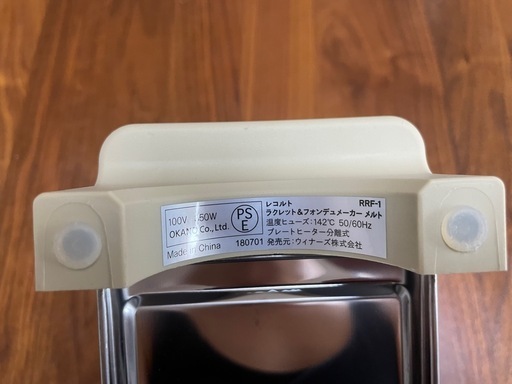 100V
OKANO Co., Ltd.
Made in China 180701
PS
E
レコルト RRF-1
ラクレット&フォンデュメーカー メルト
温度ヒューズ:142℃ 50/60Hz
プレートヒーター分離式
発売元:ウィナーズ株式会社